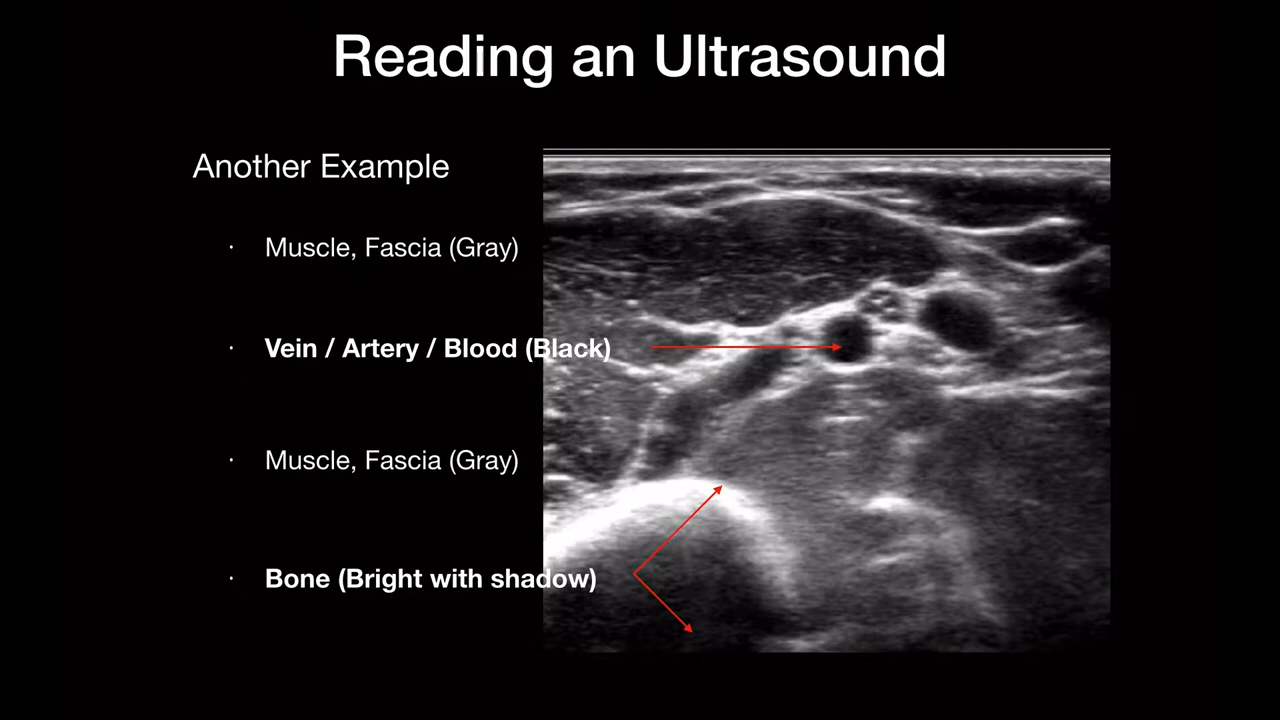 Reading an Ultrasound
Another Example
· Muscle, Fascia (Gray)
· Vein / Artery / Blood (Black)
· Muscle, Fascia (Gray)
· Bone (Bright with shadow)